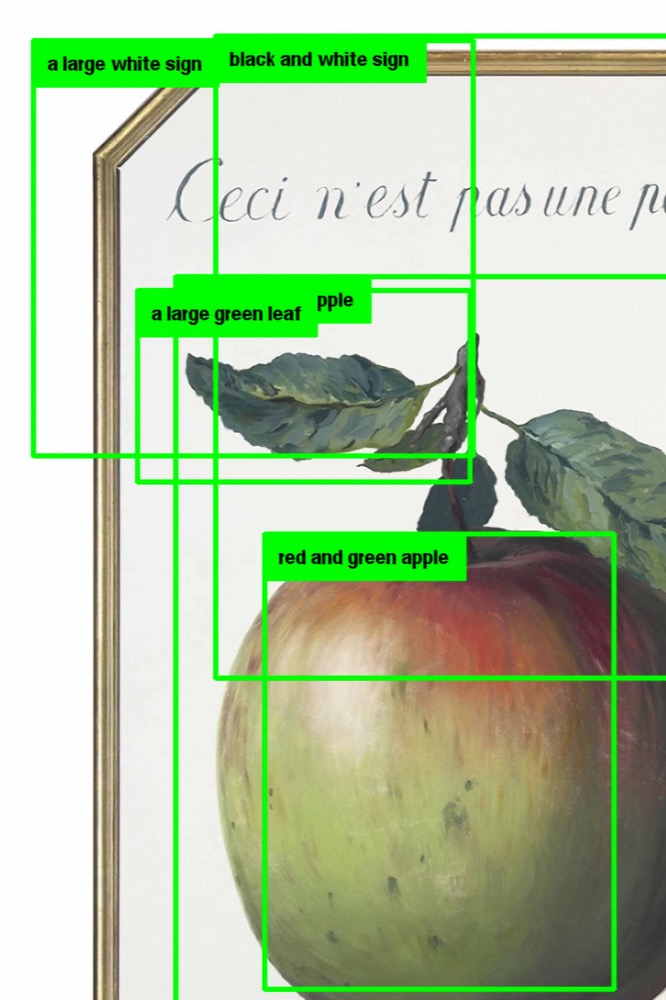 a large white sign
black and white sign
Ceci n'est pas une
pple
a large green leaf
red and green apple